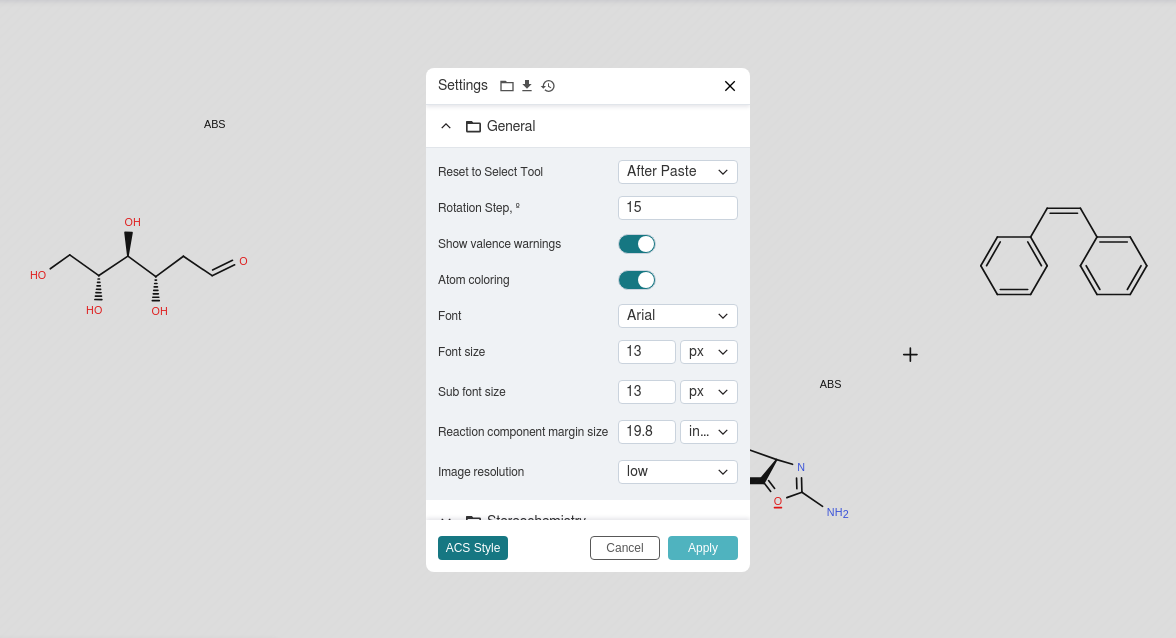 Settings
General
Reset to Select Tool After Paste
Rotation Step, º 15
Show valence warnings
Atom coloring
Font Arial
Font size 13 px
Sub font size 13 px
Reaction component margin size 19.8 in...
Image resolution low
Stereochemistry
ACS Style Cancel Apply
ABS
OH
HO
O
HO
OH
ABS
+
N
O
NH2